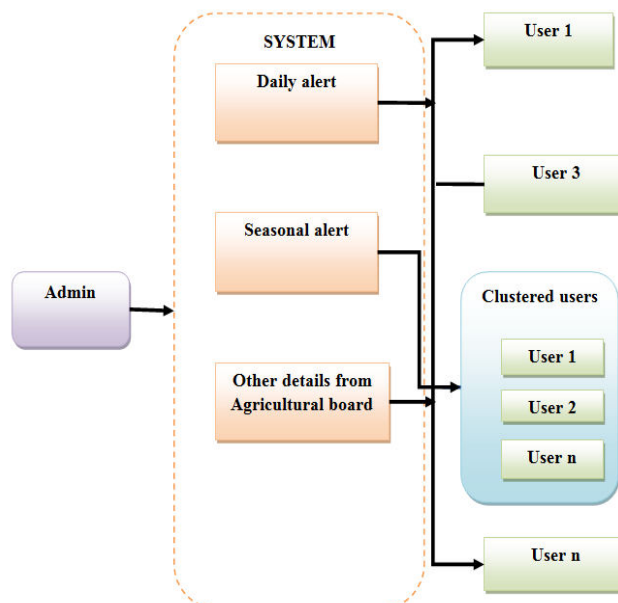 SYSTEM
Daily alert
Seasonal alert
Other details from
Agricultural board
Admin
User 1
User 3
Clustered users
User 1
User 2
User n
User n